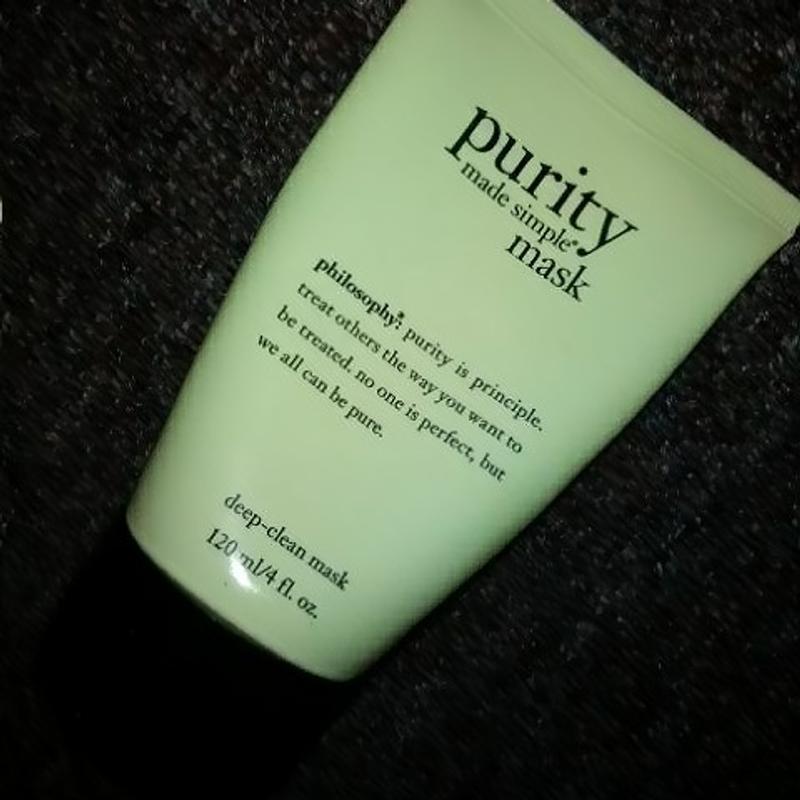 purity
made simple®
mask
philosophy®: purity is principle.
treat others the way you want to
be treated. no one is perfect, but
we all can be pure.
deep-clean mask
120 ml/4 fl. oz.